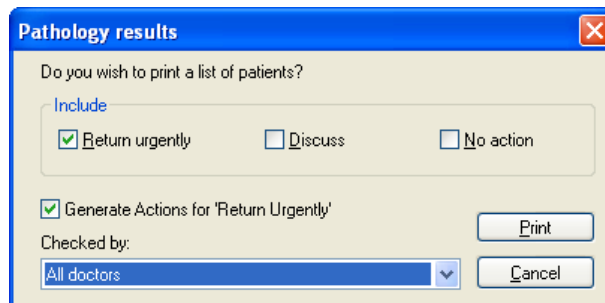 Pathology results
Do you wish to print a list of patients?
Include
Return urgently
Discuss
No action
Generate Actions for 'Return Urgently'
Print
Checked by:
All doctors
Cancel